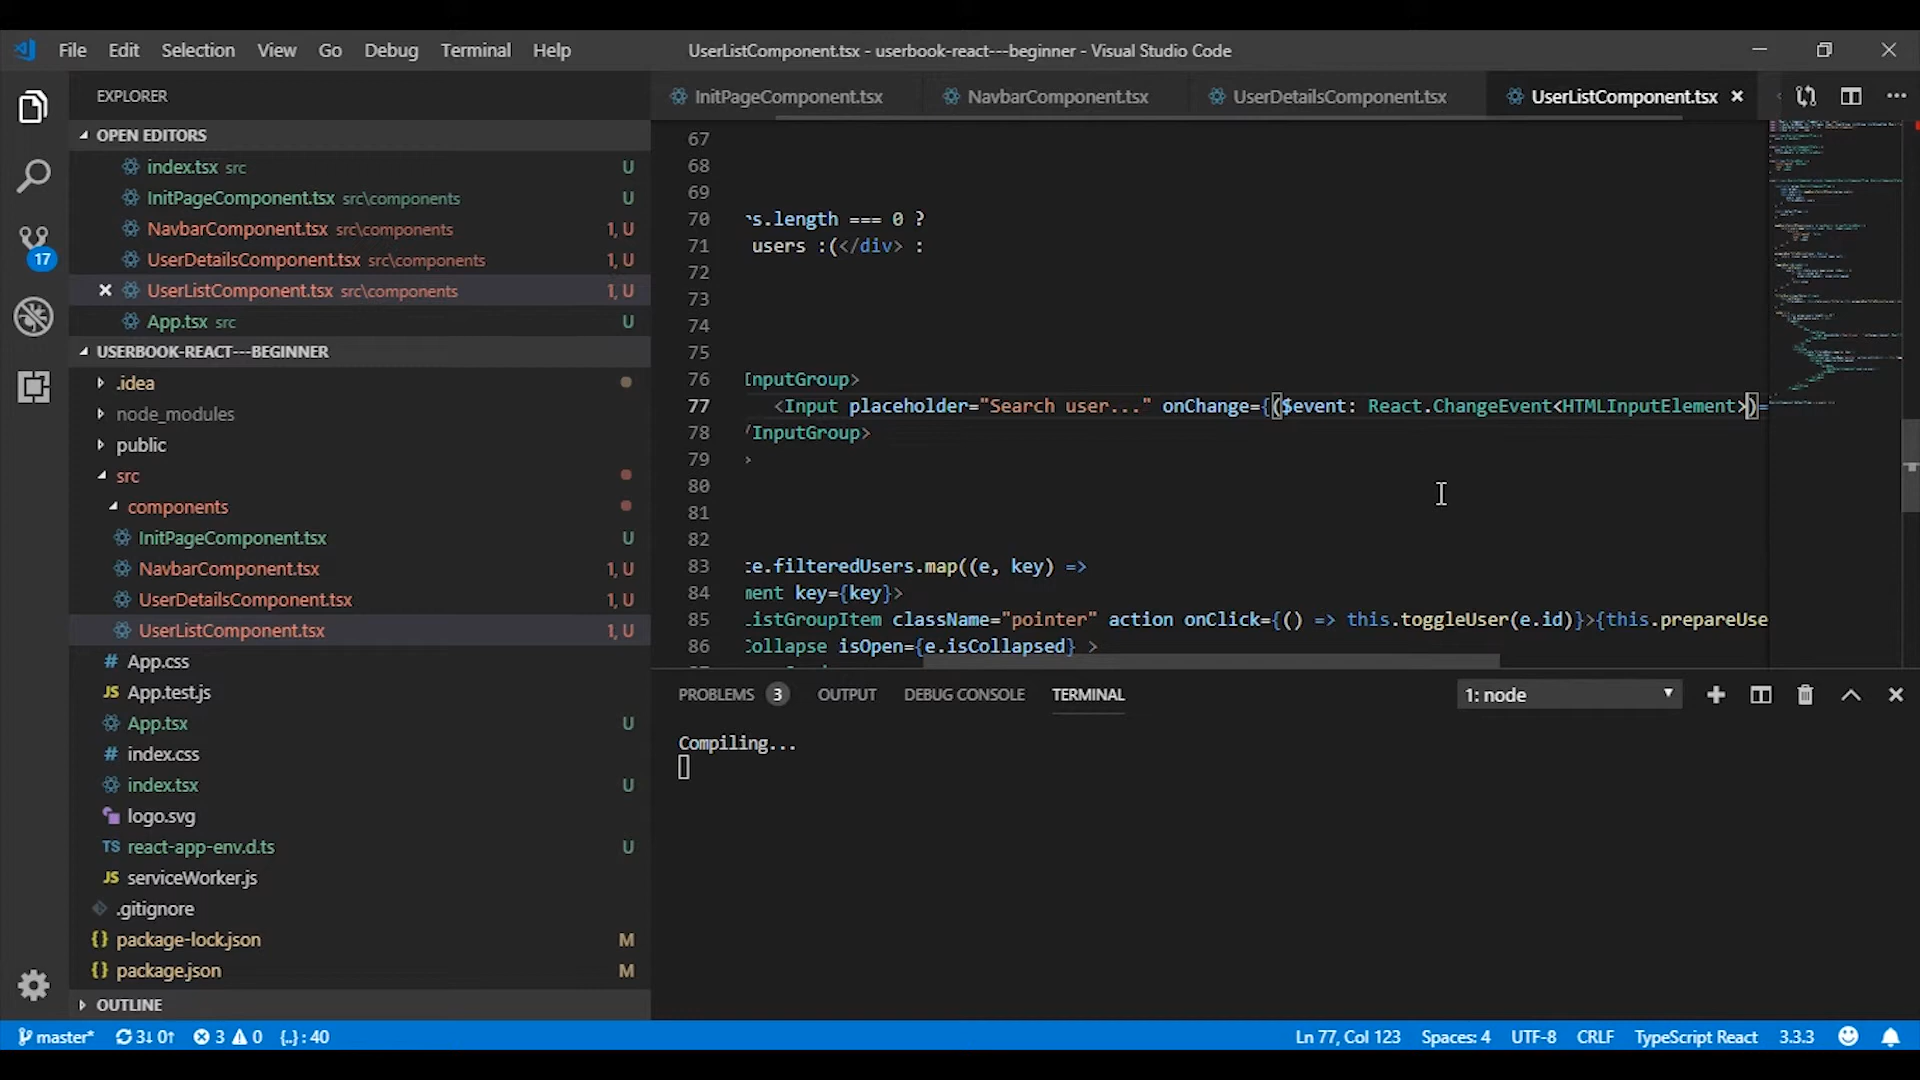 File Edit Selection View Go Debug Terminal Help
UserListComponent.tsx - userbook-react---beginner - Visual Studio Code
EXPLORER
OPEN EDITORS
index.tsx src U
InitPageComponent.tsx src\components U
NavbarComponent.tsx src\components 1, U
UserDetailsComponent.tsx src\components 1, U
UserListComponent.tsx src\components 1, U
App.tsx src U
USERBOOK-REACT---BEGINNER
.idea
node_modules
public
src
components
InitPageComponent.tsx U
NavbarComponent.tsx 1, U
UserDetailsComponent.tsx 1, U
UserListComponent.tsx 1, U
# App.css
JS App.test.js
App.tsx U
# index.css
index.tsx U
logo.svg
TS react-app-env.d.ts U
JS serviceWorker.js
.gitignore
{} package-lock.json M
{} package.json M
OUTLINE
17
InitPageComponent.tsx NavbarComponent.tsx UserDetailsComponent.tsx UserListComponent.tsx
67
68
69
70 s.length === 0 ?
71 users :(</div> :
72
73
74
75
76 InputGroup>
77 <Input placeholder="Search user..." onChange={($event: React.ChangeEvent<HTMLInputElement>)=
78 /InputGroup>
79 >
80
81
82
83 te.filteredUsers.map((e, key) =>
84 ment key={key}>
85 istGroupItem className="pointer" action onClick={() => this.toggleUser(e.id)}>{this.prepareUse
86 Collapse isOpen={e.isCollapsed} >
PROBLEMS 3 OUTPUT DEBUG CONSOLE TERMINAL 1: node
Compiling...
master* 3↓ 0↑ 3 0 {..} : 40 Ln 77, Col 123 Spaces: 4 UTF-8 CRLF TypeScript React 3.3.3